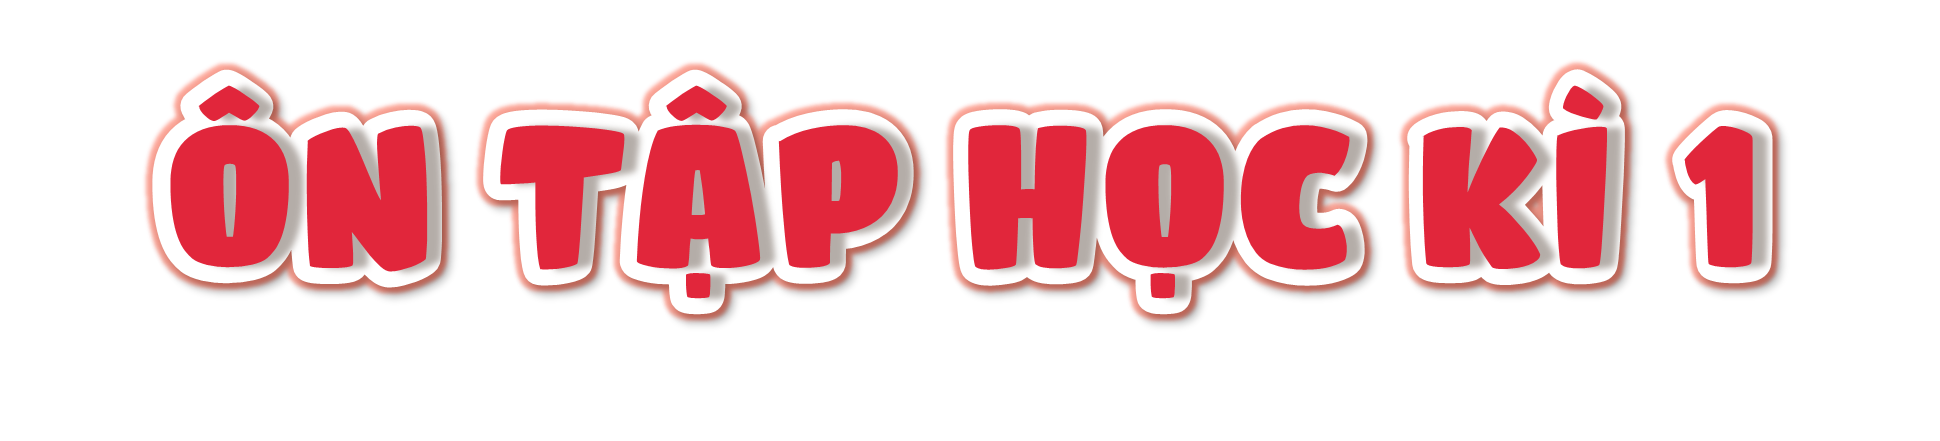 ÔN TẬP HỌC KÌ 1